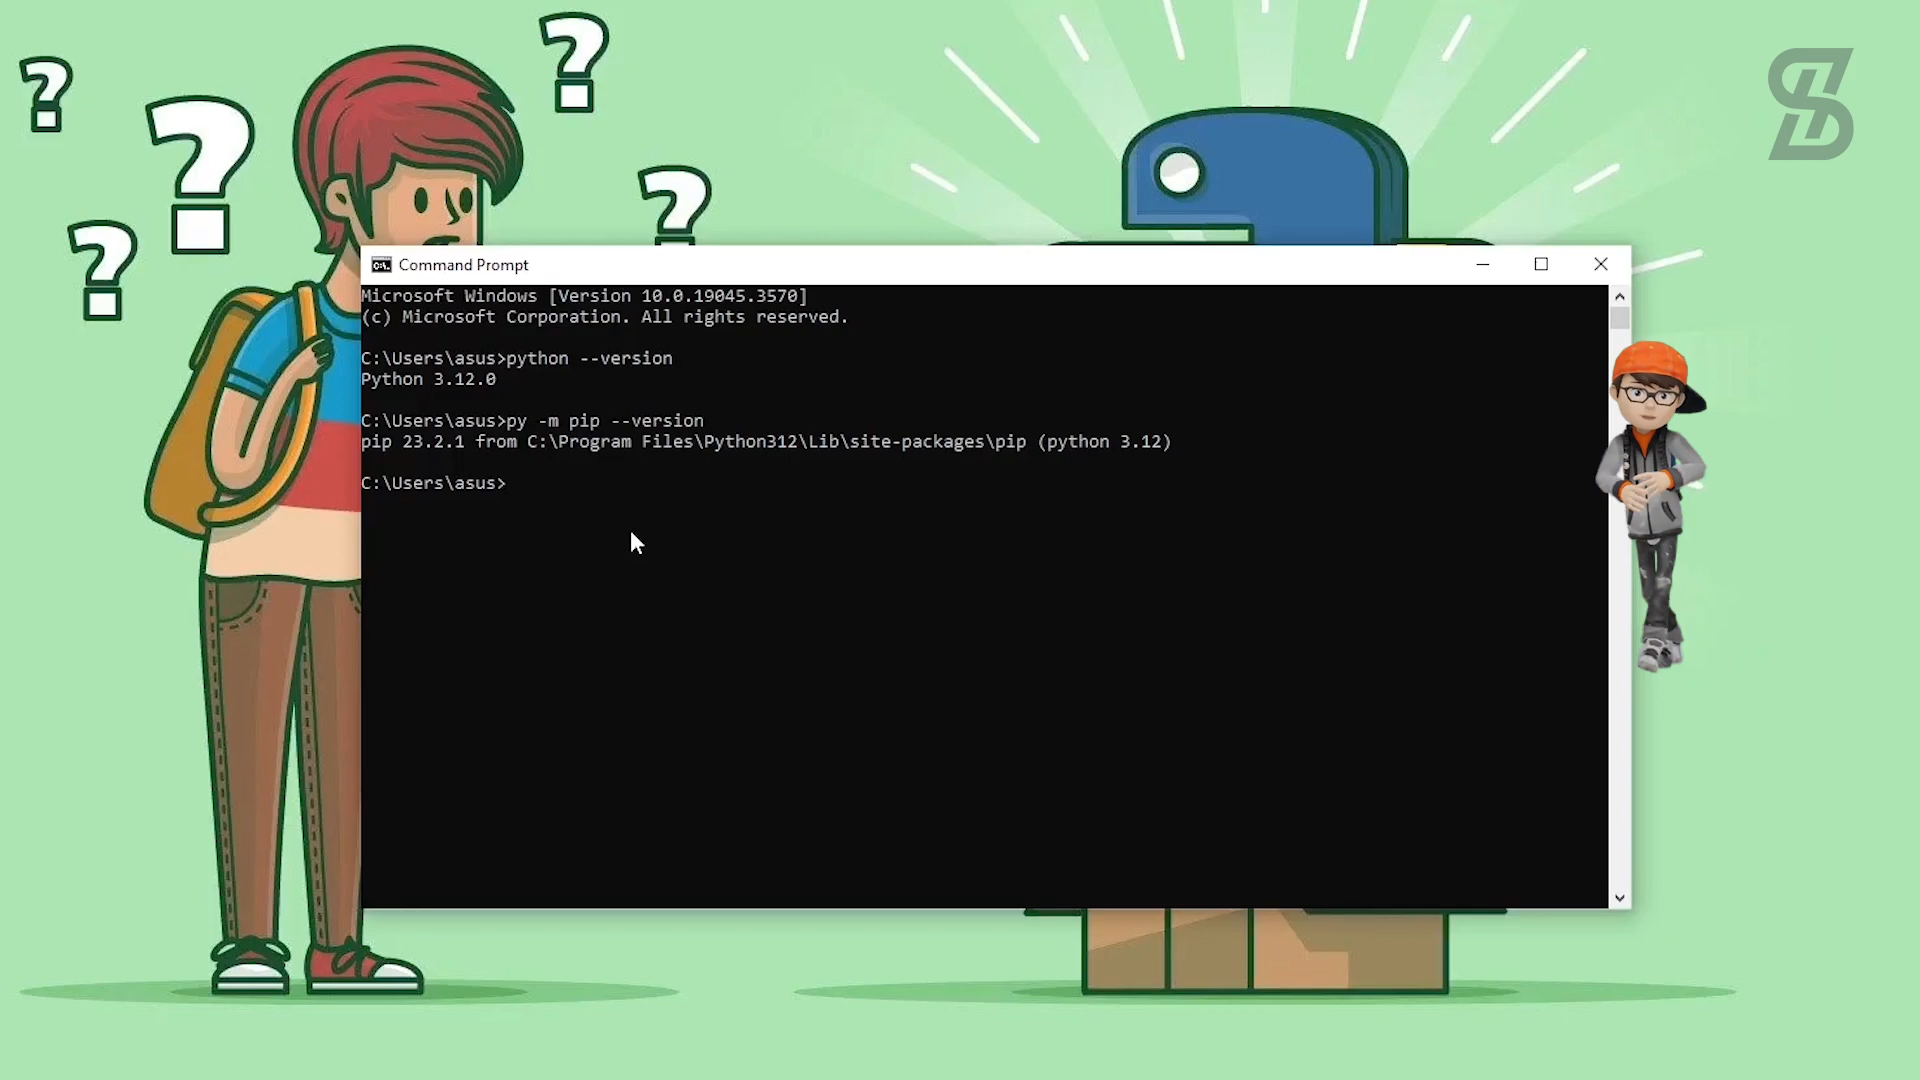 ?
?
?
?
?
Command Prompt
Microsoft Windows [Version 10.0.19045.3570]
(c) Microsoft Corporation. All rights reserved.
C:\Users\asus>python --version
Python 3.12.0
C:\Users\asus>py -m pip --version
pip 23.2.1 from C:\Program Files\Python312\Lib\site-packages\pip (python 3.12)
C:\Users\asus>